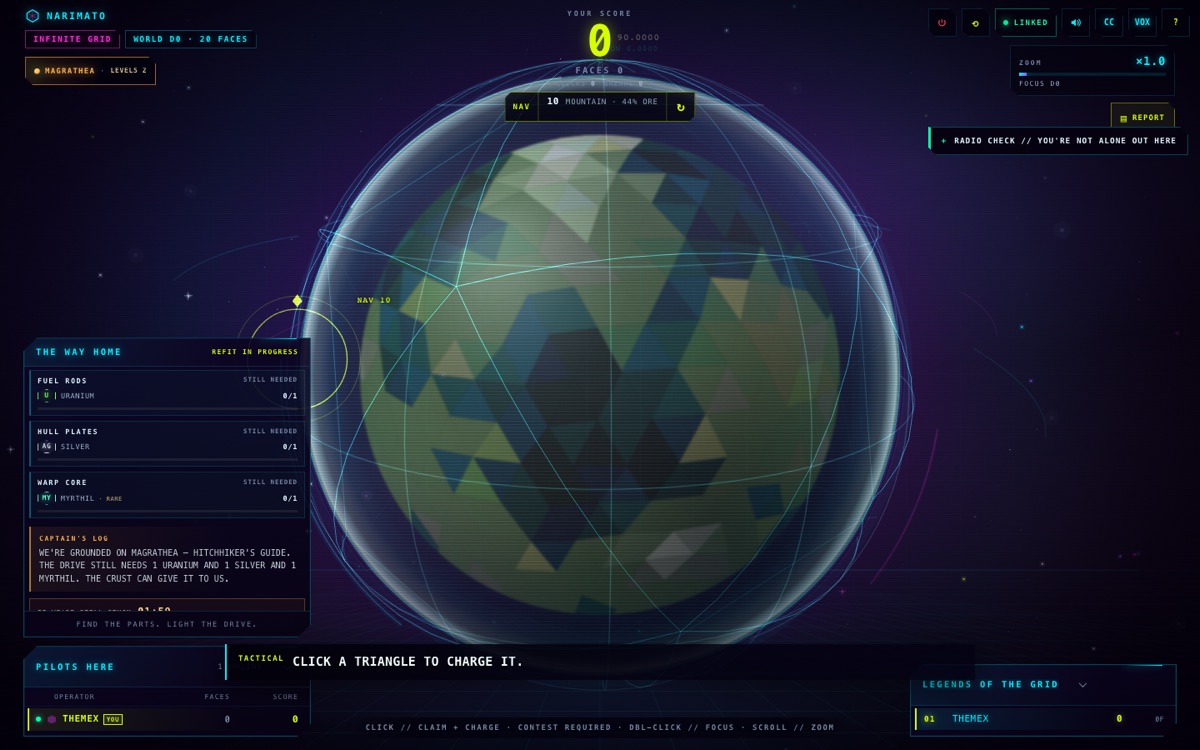 NARIMATO
INFINITE GRID
WORLD D0 · 20 FACES
MAGRATHEA · LEVELS 2
YOUR SCORE
0
90.0000
FACES 0
NAV
10 MOUNTAIN · 44% ORE
↻
LINKED
CC
VOX
?
ZOOM
×1.0
FOCUS D0
REPORT
+ RADIO CHECK // YOU'RE NOT ALONE OUT HERE
NAV 10
THE WAY HOME
REFIT IN PROGRESS
FUEL RODS
STILL NEEDED
U
URANIUM
0/1
HULL PLATES
STILL NEEDED
AG
SILVER
0/1
WARP CORE
STILL NEEDED
MY
MYRTHIL · RARE
0/1
CAPTAIN'S LOG
WE'RE GROUNDED ON MAGRATHEA — HITCHHIKER'S GUIDE.
THE DRIVE STILL NEEDS 1 URANIUM AND 1 SILVER AND 1
MYRTHIL. THE CRUST CAN GIVE IT TO US.
FIND THE PARTS. LIGHT THE DRIVE.
PILOTS HERE
1
TACTICAL
CLICK A TRIANGLE TO CHARGE IT.
OPERATOR
FACES
SCORE
THEMEX YOU
0
0
CLICK // CLAIM + CHARGE · CONTEST REQUIRED · DBL-CLICK // FOCUS · SCROLL // ZOOM
LEGENDS OF THE GRID
01
THEMEX
0
0F